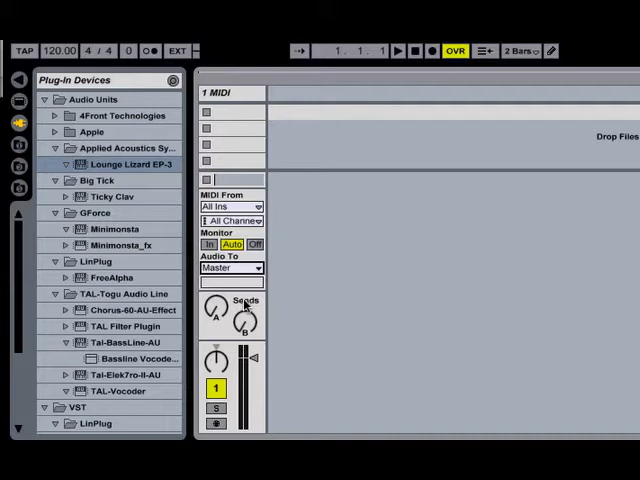 TAP 120.00 4 / 4 0 EXT 1. 1. 1 OVR 2 Bars
Plug-In Devices
Audio Units
4Front Technologies
Apple
Applied Acoustics Sy...
Lounge Lizard EP-3
Big Tick
Ticky Clav
GForce
Minimonsta
Minimonsta_fx
LinPlug
FreeAlpha
TAL-Togu Audio Line
Chorus-60-AU-Effect
TAL Filter Plugin
Tal-BassLine-AU
Bassline Vocode...
Tal-Elek7ro-II-AU
TAL-Vocoder
VST
LinPlug
1 MIDI
Drop Files
MIDI From
All Ins
All Channe
Monitor
In Auto Off
Audio To
Master
Sends
A
B
1
S